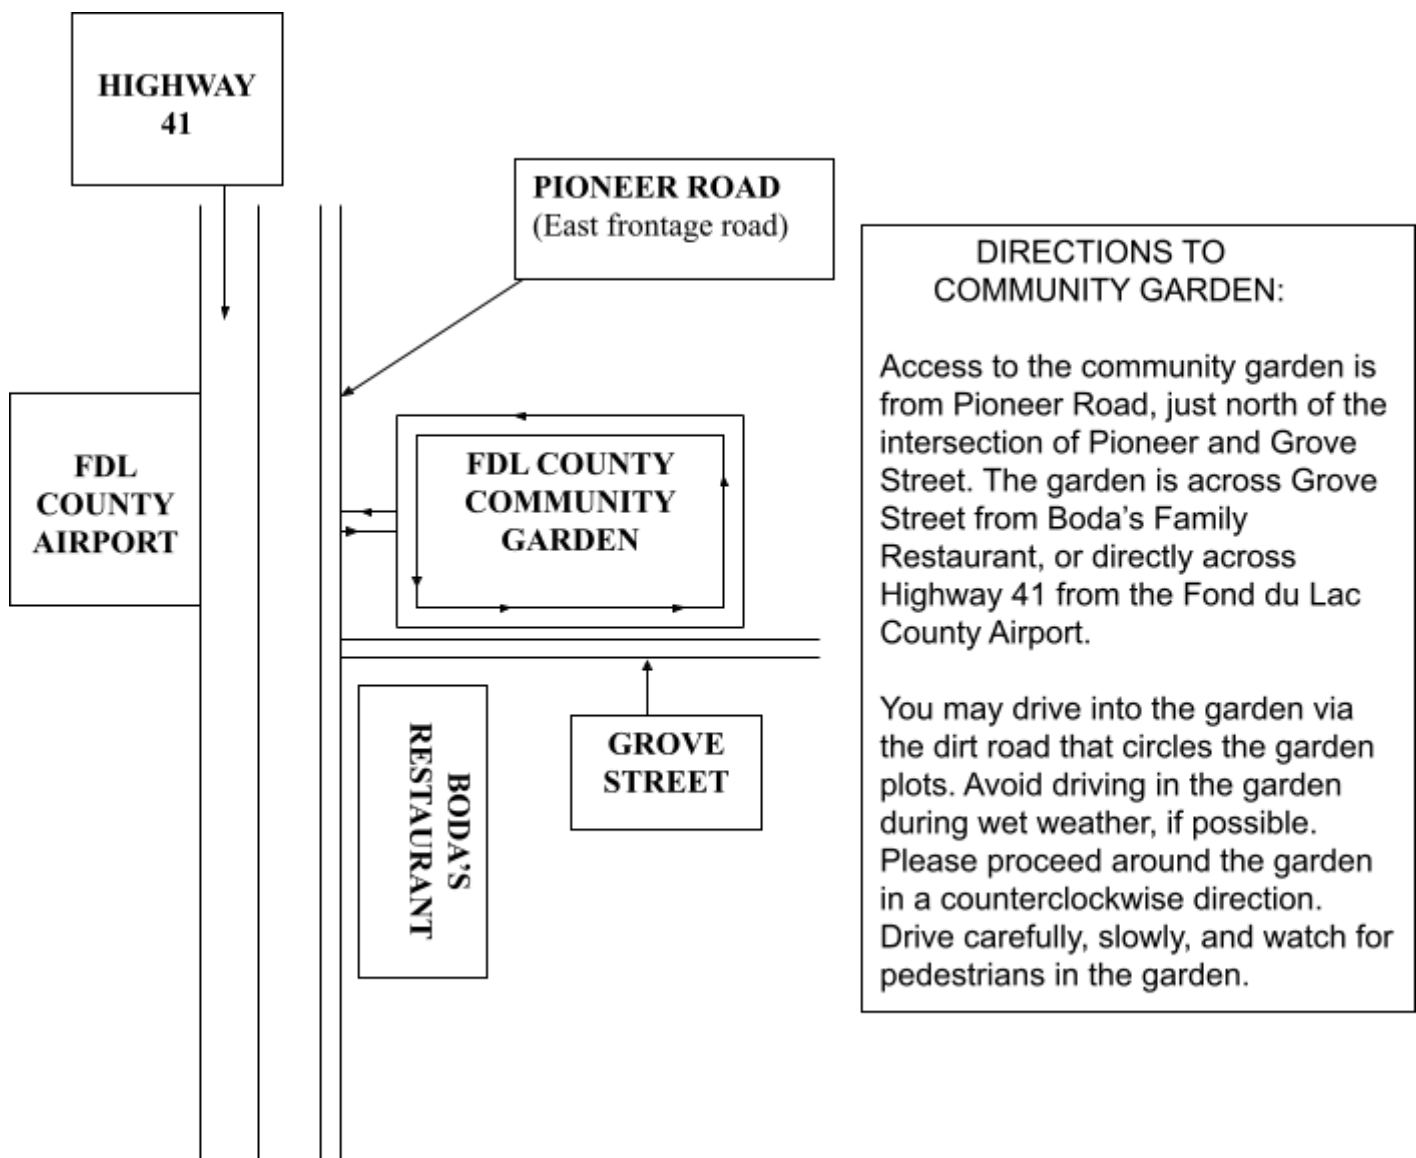 HIGHWAY
41
PIONEER ROAD
(East frontage road)
FDL
COUNTY
AIRPORT
FDL COUNTY
COMMUNITY
GARDEN
BODA’S
RESTAURANT
GROVE
STREET
DIRECTIONS TO
COMMUNITY GARDEN:
Access to the community garden is
from Pioneer Road, just north of the
intersection of Pioneer and Grove
Street. The garden is across Grove
Street from Boda’s Family
Restaurant, or directly across
Highway 41 from the Fond du Lac
County Airport.
You may drive into the garden via
the dirt road that circles the garden
plots. Avoid driving in the garden
during wet weather, if possible.
Please proceed around the garden
in a counterclockwise direction.
Drive carefully, slowly, and watch for
pedestrians in the garden.